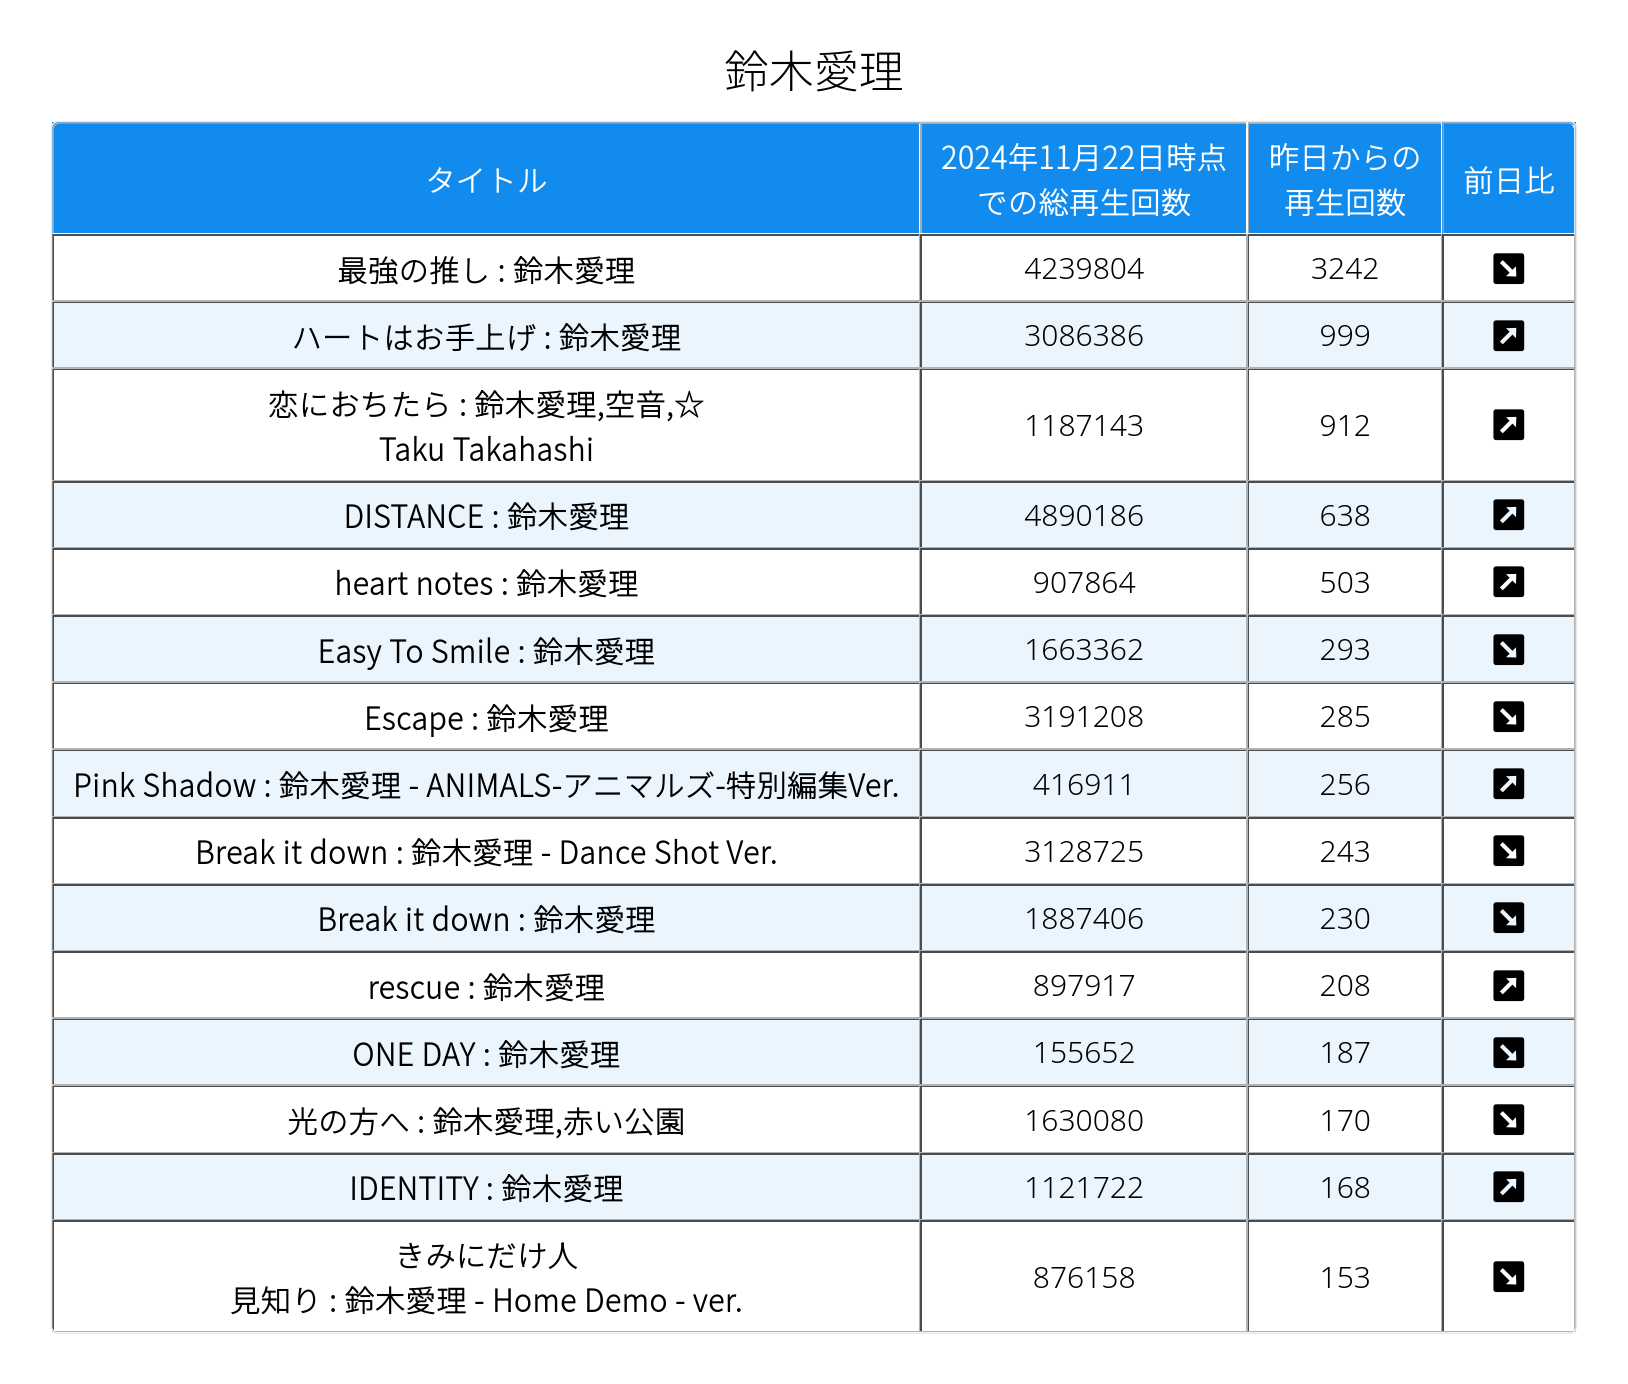 鈴木愛理
タイトル
2024年11月22日時点
での総再生回数
昨日からの
再生回数
前日比
最強の推し : 鈴木愛理
4239804
3242
ハートはお手上げ : 鈴木愛理
3086386
999
恋におちたら : 鈴木愛理,空音,☆
Taku Takahashi
1187143
912
DISTANCE : 鈴木愛理
4890186
638
heart notes : 鈴木愛理
907864
503
Easy To Smile : 鈴木愛理
1663362
293
Escape : 鈴木愛理
3191208
285
Pink Shadow : 鈴木愛理 - ANIMALS-アニマルズ-特別編集Ver.
416911
256
Break it down : 鈴木愛理 - Dance Shot Ver.
3128725
243
Break it down : 鈴木愛理
1887406
230
rescue : 鈴木愛理
897917
208
ONE DAY : 鈴木愛理
155652
187
光の方へ : 鈴木愛理,赤い公園
1630080
170
IDENTITY : 鈴木愛理
1121722
168
きみにだけ人
見知り : 鈴木愛理 - Home Demo - ver.
876158
153